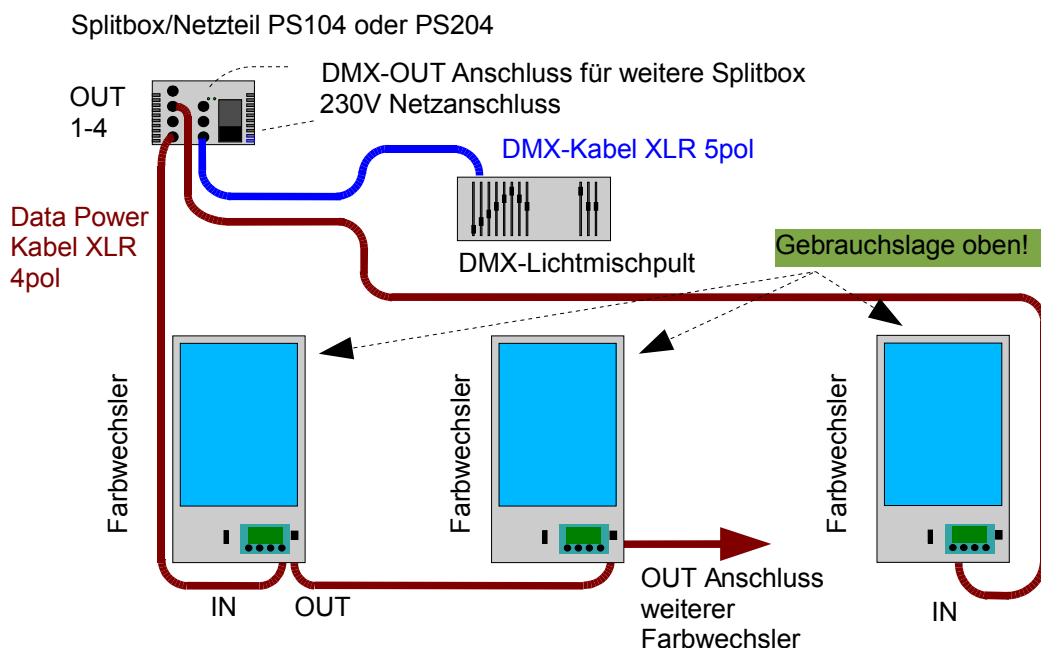 Splitbox/Netzteil PS104 oder PS204
OUT
1-4
DMX-OUT Anschluss für weitere Splitbox
230V Netzanschluss
DMX-Kabel XLR 5pol
Data Power
Kabel XLR
4pol
DMX-Lichtmischpult
Gebrauchslage oben!
Farbwechsler
Farbwechsler
Farbwechsler
IN
OUT
OUT Anschluss
weiterer
Farbwechsler
IN